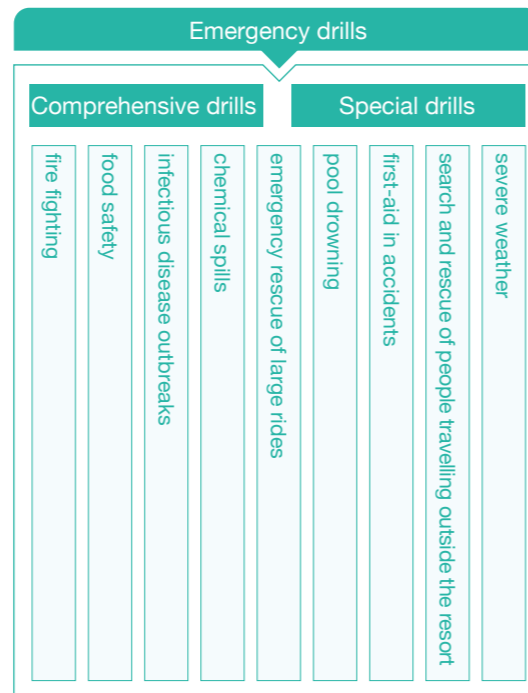 Emergency drills
Comprehensive drills
Special drills
fire fighting
food safety
infectious disease outbreaks
chemical spills
emergency rescue of large rides
pool drowning
first-aid in accidents
search and rescue of people travelling outside the resort
severe weather